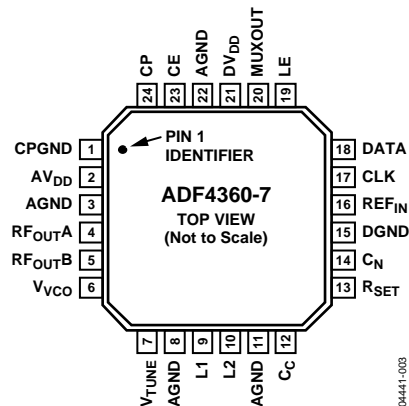 CP
CE
AGND
DVDD
MUXOUT
LE
24
23
22
21
20
19
CPGND 1
AVDD 2
AGND 3
RFOUTA 4
RFOUTB 5
VVCO 6
PIN 1
IDENTIFIER
ADF4360-7
TOP VIEW
(Not to Scale)
18 DATA
17 CLK
16 REFIN
15 DGND
14 CN
13 RSET
7
8
9
10
11
12
VTUNE
AGND
L1
L2
AGND
CC
04441-003